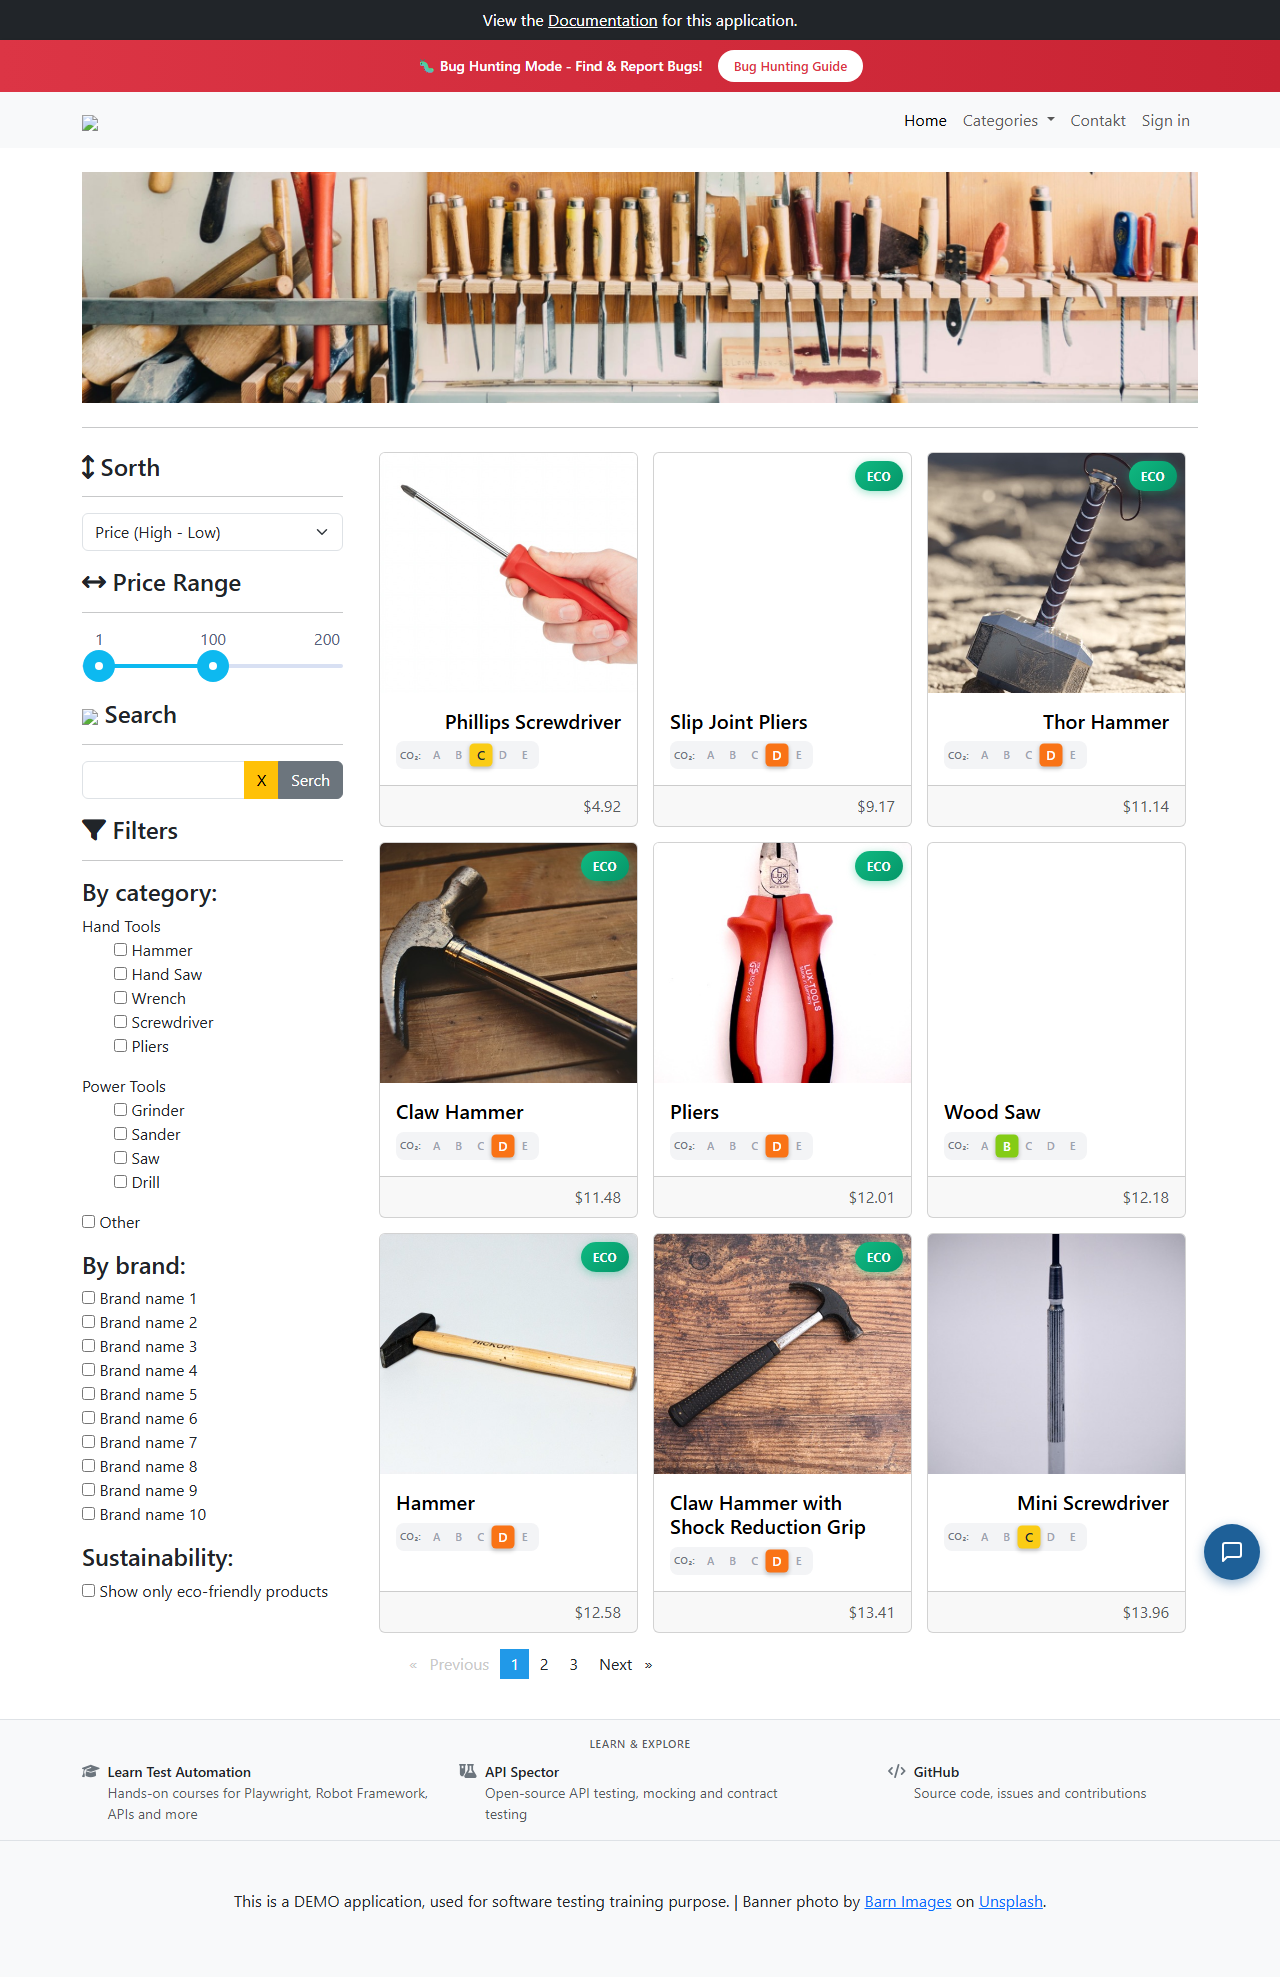 View the Documentation for this application.
Bug Hunting Mode - Find & Report Bugs! Bug Hunting Guide
Home Categories Contakt Sign in
Sorth
Price (High - Low)
Price Range
1 100 200
Search
X Serch
Filters
By category:
Hand Tools
Hammer
Hand Saw
Wrench
Screwdriver
Pliers
Power Tools
Grinder
Sander
Saw
Drill
Other
By brand:
Brand name 1
Brand name 2
Brand name 3
Brand name 4
Brand name 5
Brand name 6
Brand name 7
Brand name 8
Brand name 9
Brand name 10
Sustainability:
Show only eco-friendly products
Phillips Screwdriver
CO₂: A B C D E
$4.92
ECO
Slip Joint Pliers
CO₂: A B C D E
$9.17
ECO
Thor Hammer
CO₂: A B C D E
$11.14
ECO
Claw Hammer
CO₂: A B C D E
$11.48
ECO
LUX-TOOLS
Pliers
CO₂: A B C D E
$12.01
Wood Saw
CO₂: A B C D E
$12.18
ECO
Hammer
CO₂: A B C D E
$12.58
ECO
Claw Hammer with
Shock Reduction Grip
CO₂: A B C D E
$13.41
Mini Screwdriver
CO₂: A B C D E
$13.96
« Previous 1 2 3 Next »
LEARN & EXPLORE
Learn Test Automation
Hands-on courses for Playwright, Robot Framework,
APIs and more
API Spector
Open-source API testing, mocking and contract
testing
GitHub
Source code, issues and contributions
This is a DEMO application, used for software testing training purpose. | Banner photo by Barn Images on Unsplash.